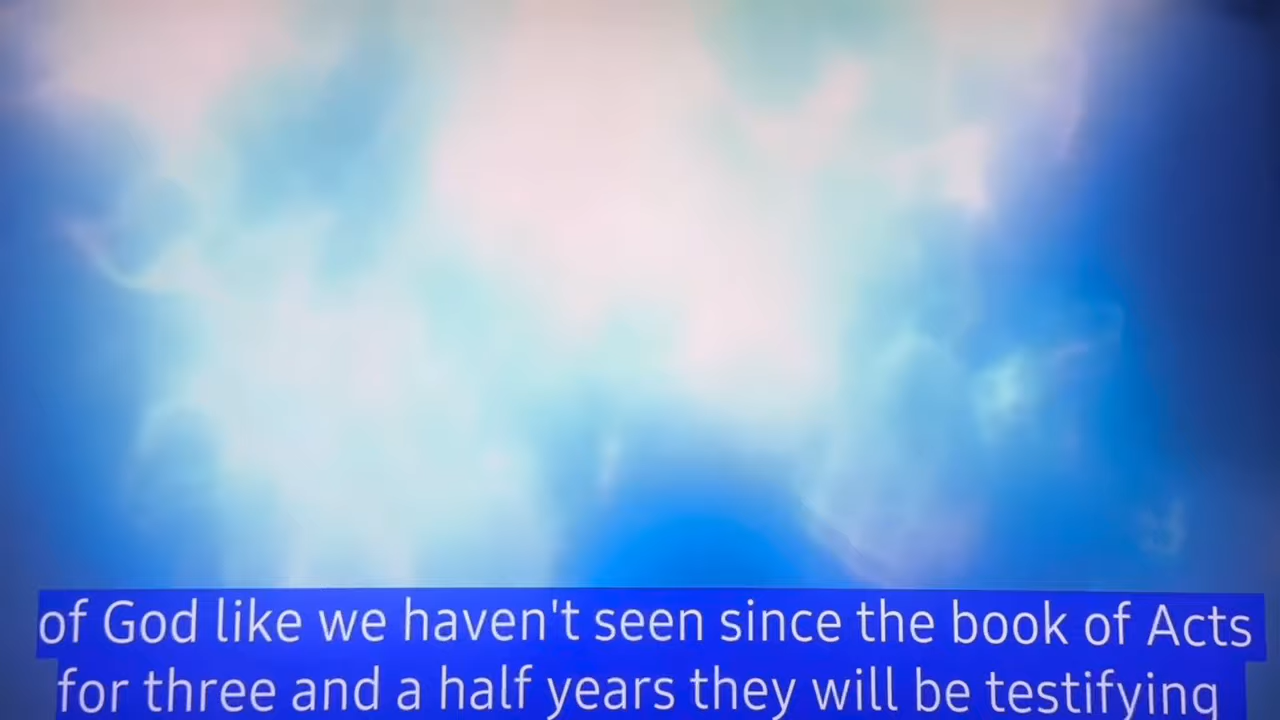 of God like we haven't seen since the book of Acts
for three and a half years they will be testifying